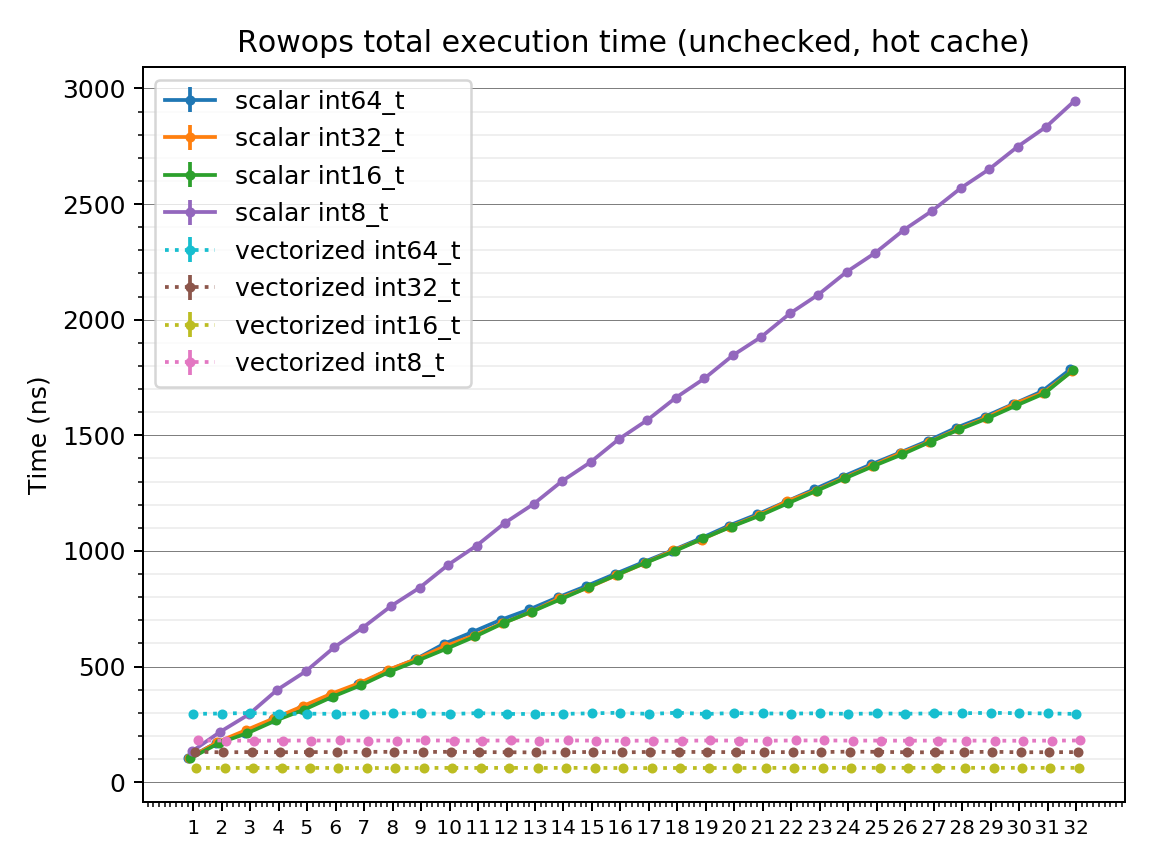 Rowops total execution time (unchecked, hot cache)
3000
2500
2000
1500
1000
500
0
Time (ns)
scalar int64_t
scalar int32_t
scalar int16_t
scalar int8_t
vectorized int64_t
vectorized int32_t
vectorized int16_t
vectorized int8_t
1 2 3 4 5 6 7 8 9 10 11 12 13 14 15 16 17 18 19 20 21 22 23 24 25 26 27 28 29 30 31 32